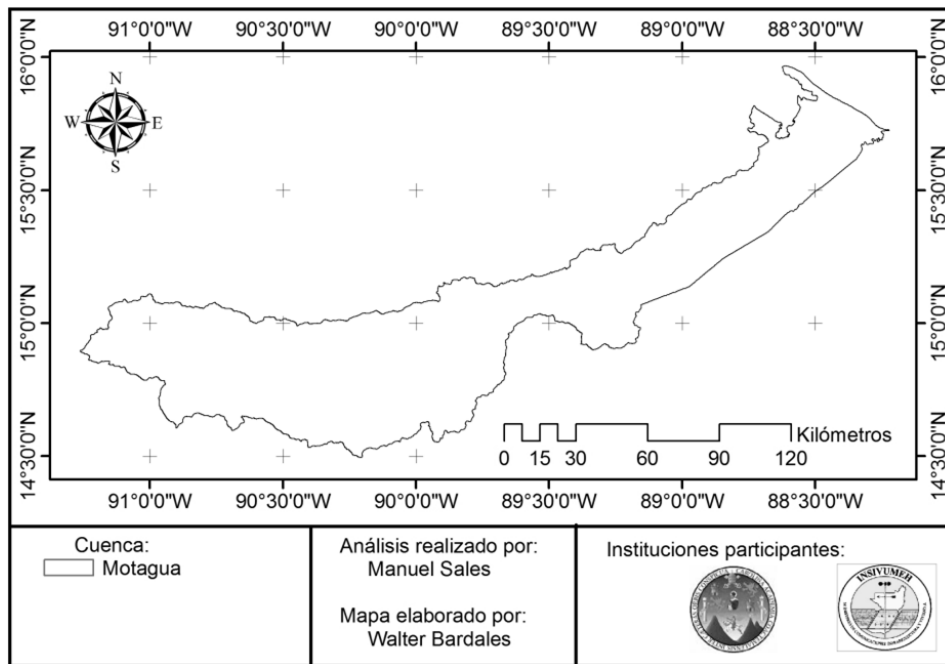 91°0'0"W 90°30'0"W 90°0'0"W 89°30'0"W 89°0'0"W 88°30'0"W
16°0'0"N 16°0'0"N
N
W E
S
15°30'0"N 15°30'0"N
15°0'0"N 15°0'0"N
Kilómetros
0 15 30 60 90 120
14°30'0"N 14°30'0"N
91°0'0"W 90°30'0"W 90°0'0"W 89°30'0"W 89°0'0"W 88°30'0"W
Cuenca:
Motagua
Análisis realizado por:
Manuel Sales
Mapa elaborado por:
Walter Bardales
Instituciones participantes:
INSIVUMEH